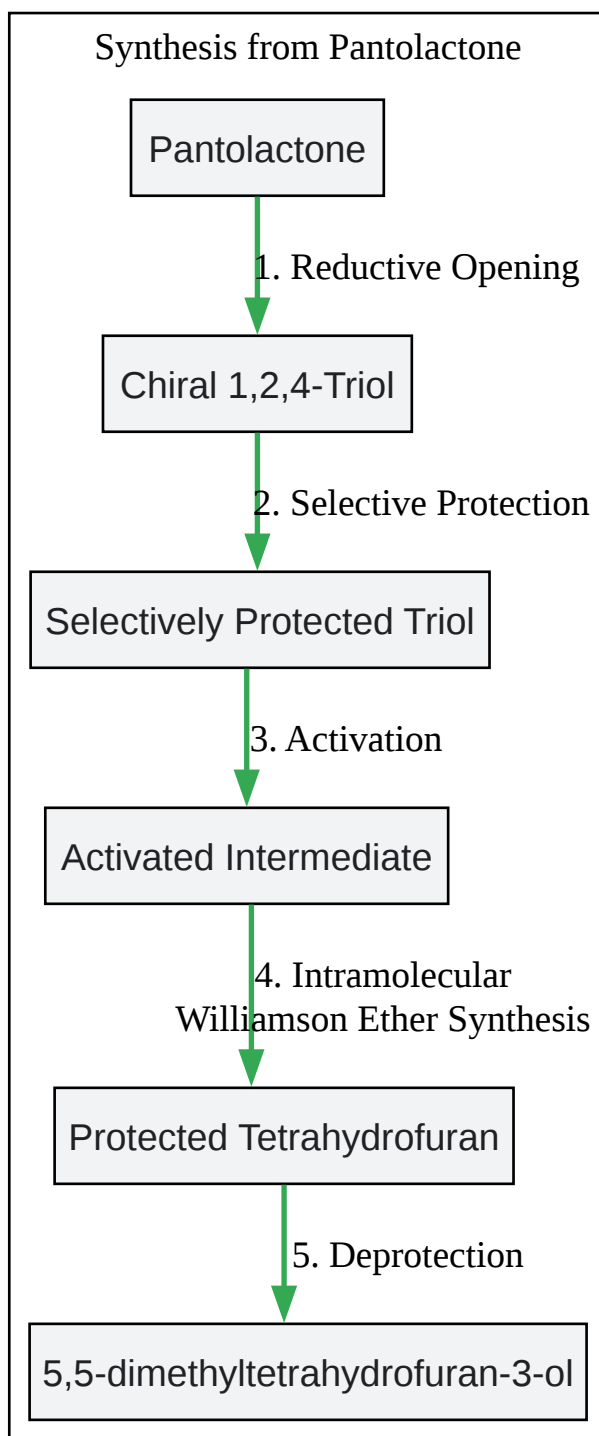 Synthesis from Pantolactone
Pantolactone
1. Reductive Opening
Chiral 1,2,4-Triol
2. Selective Protection
Selectively Protected Triol
3. Activation
Activated Intermediate
4. Intramolecular
Williamson Ether Synthesis
Protected Tetrahydrofuran
5. Deprotection
5,5-dimethyltetrahydrofuran-3-ol